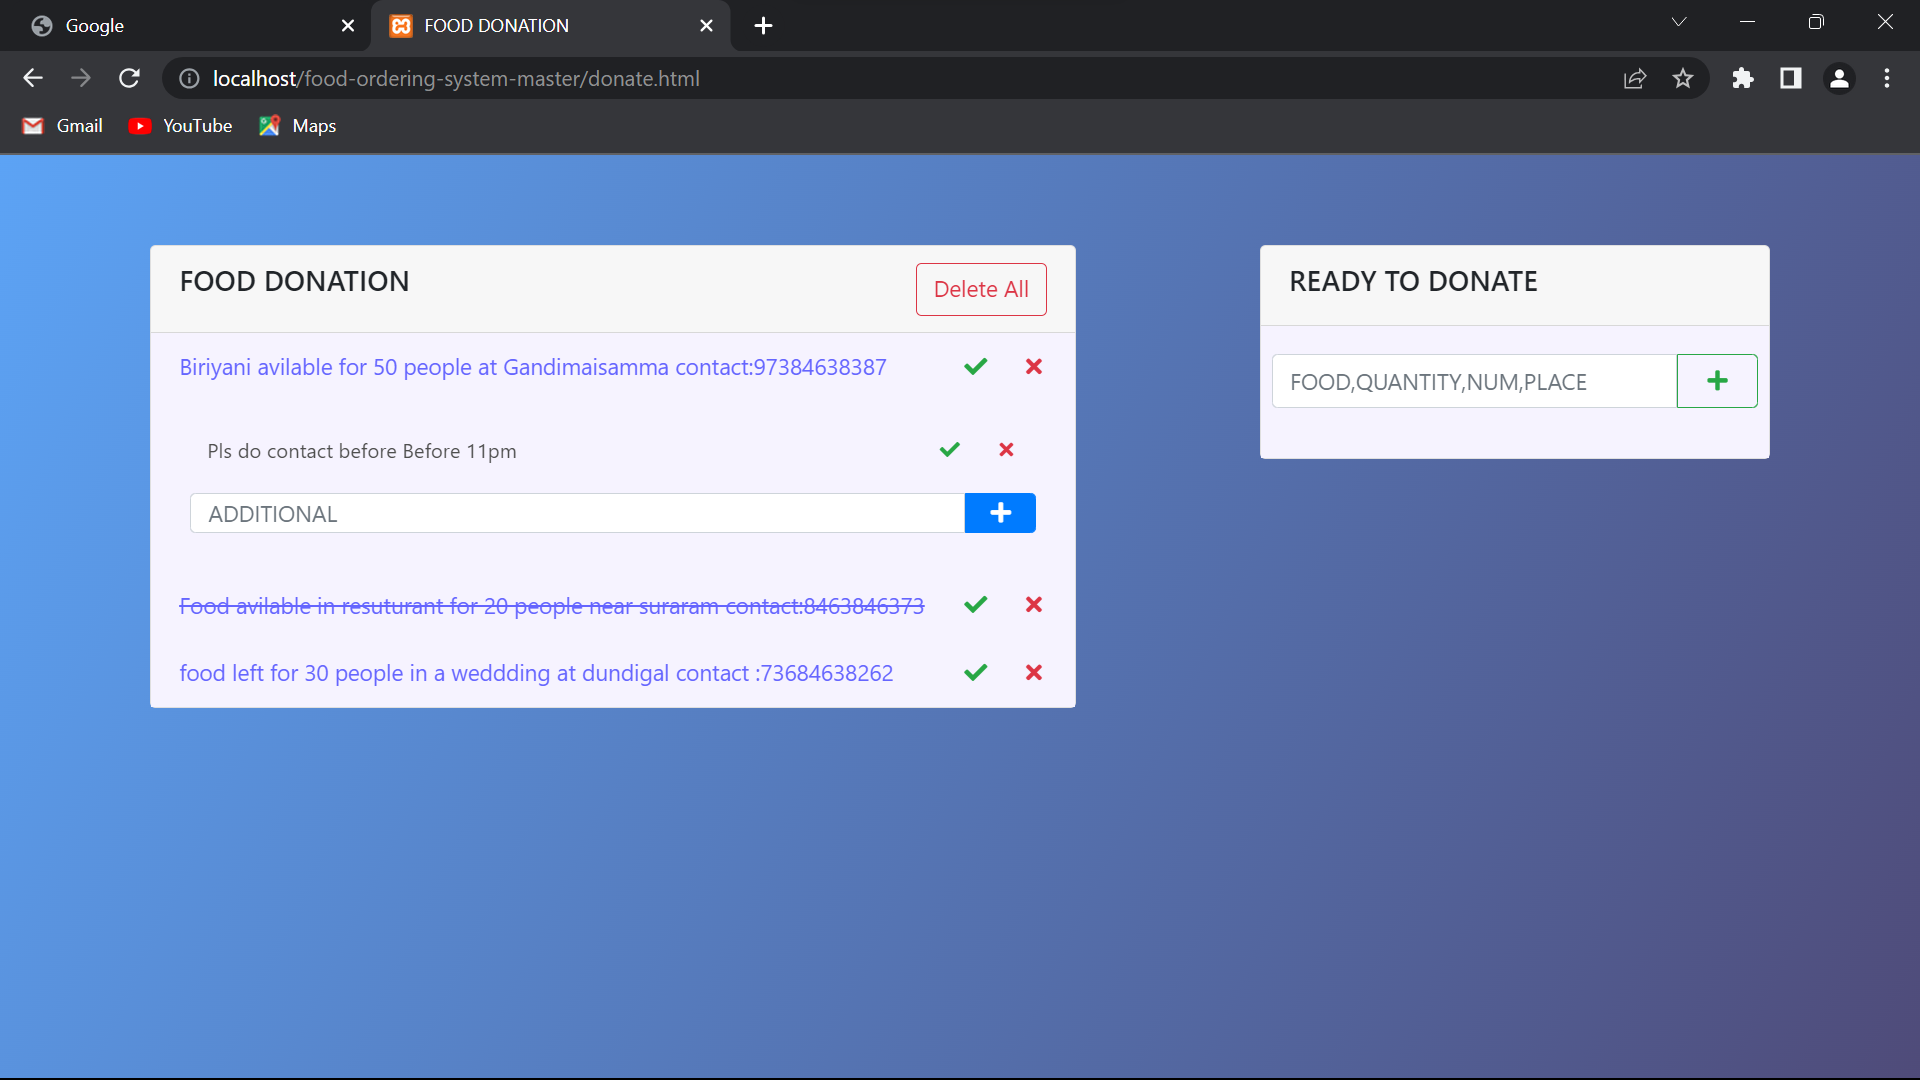 Google
FOOD DONATION
localhost/food-ordering-system-master/donate.html
Gmail
YouTube
Maps
FOOD DONATION
Delete All
Biriyani avilable for 50 people at Gandimaisamma contact:97384638387
Pls do contact before Before 11pm
ADDITIONAL
Food avilable in resuturant for 20 people near suraram contact:8463846373
food left for 30 people in a weddding at dundigal contact :73684638262
READY TO DONATE
FOOD,QUANTITY,NUM,PLACE